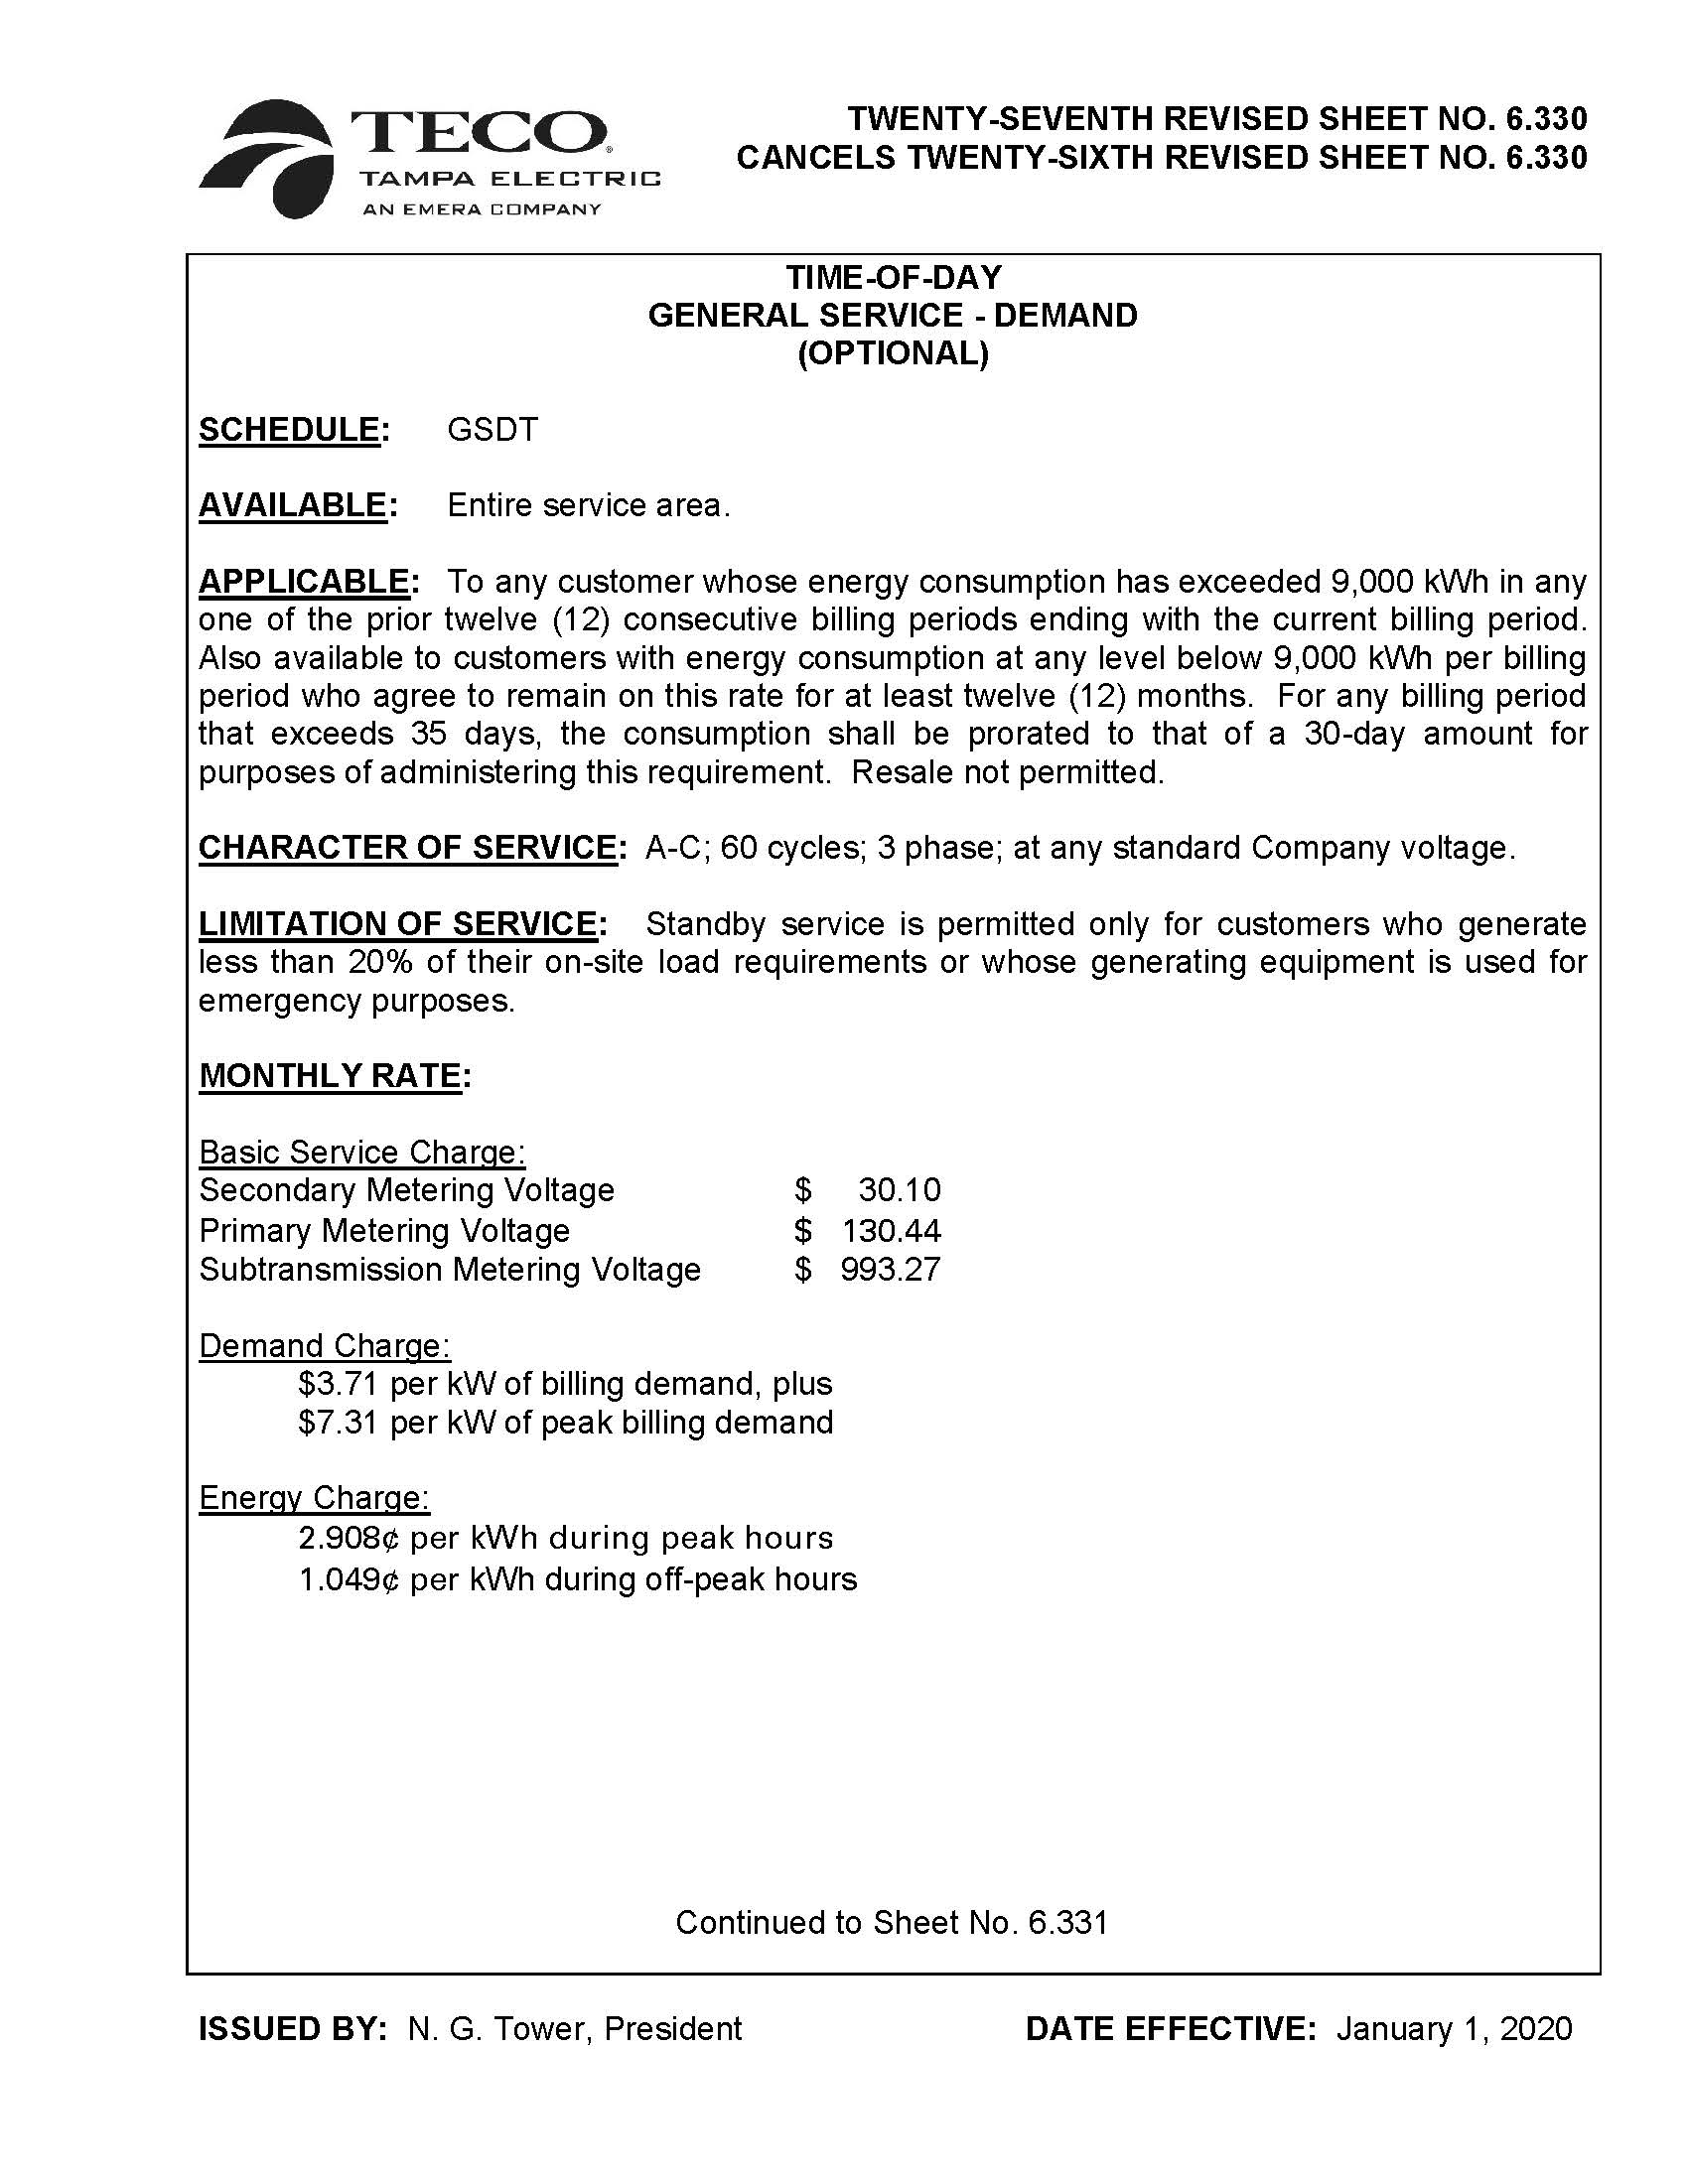 TECO®
TAMPA ELECTRIC
AN EMERA COMPANY
TWENTY-SEVENTH REVISED SHEET NO. 6.330
CANCELS TWENTY-SIXTH REVISED SHEET NO. 6.330
TIME-OF-DAY
GENERAL SERVICE - DEMAND
(OPTIONAL)
SCHEDULE: GSDT
AVAILABLE: Entire service area.
APPLICABLE: To any customer whose energy consumption has exceeded 9,000 kWh in any
one of the prior twelve (12) consecutive billing periods ending with the current billing period.
Also available to customers with energy consumption at any level below 9,000 kWh per billing
period who agree to remain on this rate for at least twelve (12) months. For any billing period
that exceeds 35 days, the consumption shall be prorated to that of a 30-day amount for
purposes of administering this requirement. Resale not permitted.
CHARACTER OF SERVICE: A-C; 60 cycles; 3 phase; at any standard Company voltage.
LIMITATION OF SERVICE: Standby service is permitted only for customers who generate
less than 20% of their on-site load requirements or whose generating equipment is used for
emergency purposes.
MONTHLY RATE:
Basic Service Charge:
Secondary Metering Voltage $ 30.10
Primary Metering Voltage $ 130.44
Subtransmission Metering Voltage $ 993.27
Demand Charge:
$3.71 per kW of billing demand, plus
$7.31 per kW of peak billing demand
Energy Charge:
2.908¢ per kWh during peak hours
1.049¢ per kWh during off-peak hours
Continued to Sheet No. 6.331
ISSUED BY: N. G. Tower, President DATE EFFECTIVE: January 1, 2020